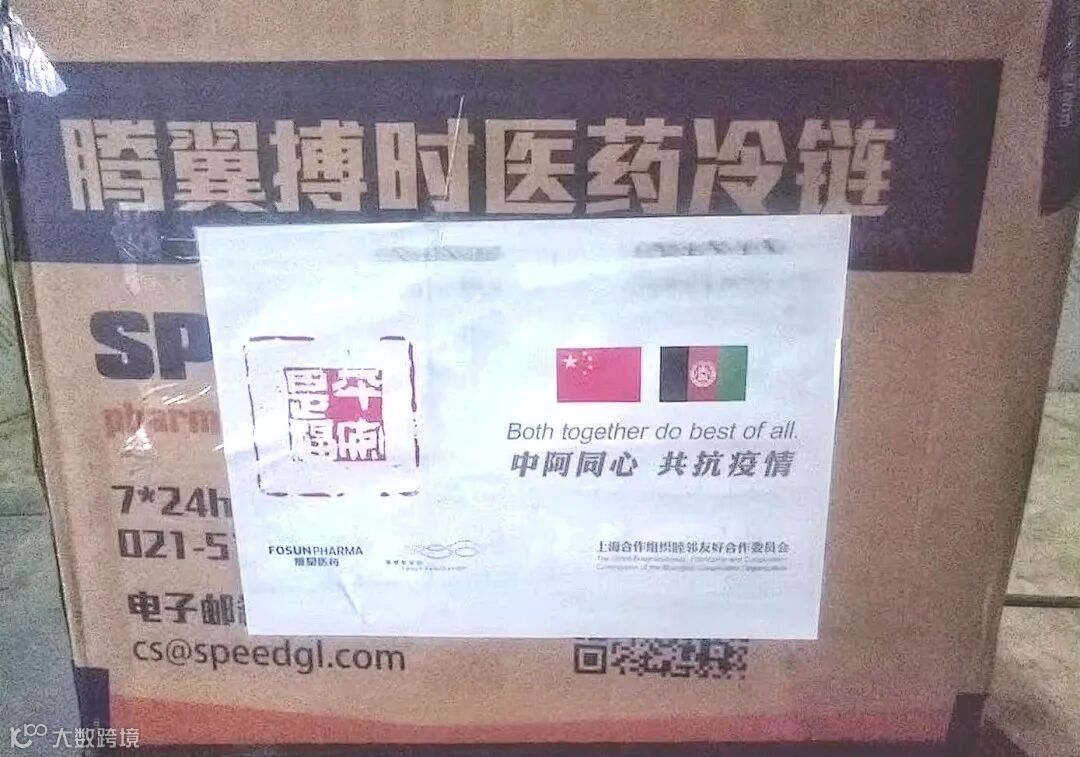 腾翼搏时医药冷链
SP
pharm
7*24h
021-5
电子邮
cs@speedgl.com
Both together do best of all.
中阿同心 共抗疫情
FOSUNPHARMA
复星医药
上海合作组织睦邻友好合作委员会
大数跨境